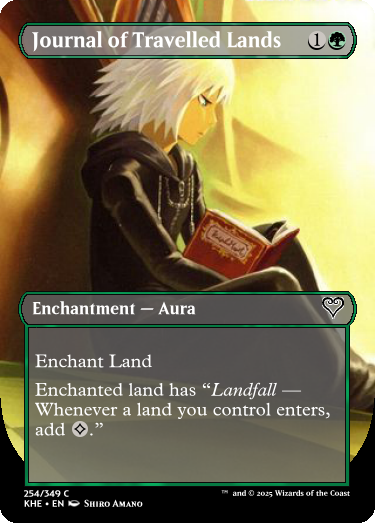 Journal of Travelled Lands 1
Enchantment — Aura
Enchant Land
Enchanted land has “Landfall —
Whenever a land you control enters,
add .”
254/349 C
KHE • EN SHIRO AMANO
™ and © 2025 Wizards of the Coast